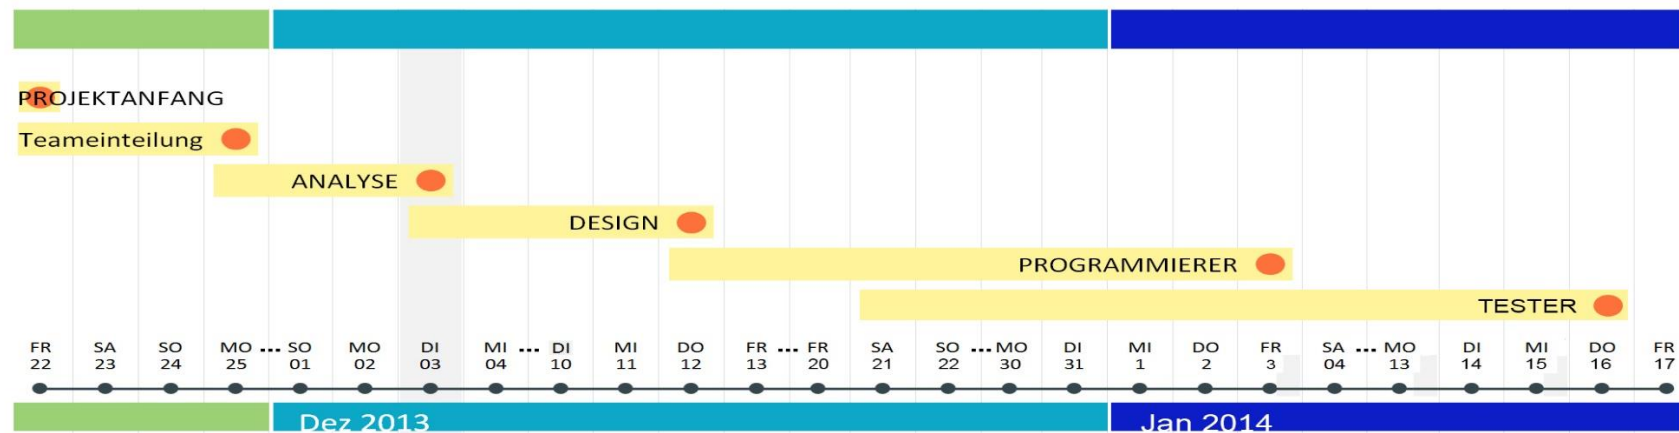 PROJEKTANFANG
Teameinteilung
ANALYSE
DESIGN
PROGRAMMIERER
TESTER
FR SA SO MO ... SO MO DI MI ... DI MI DO FR ... FR SA SO ... MO DI MI DO FR SA ... MO DI MI DO FR
22 23 24 25 01 02 03 04 10 11 12 13 20 21 22 30 31 1 2 3 04 13 14 15 16 17
Dez 2013 Jan 2014